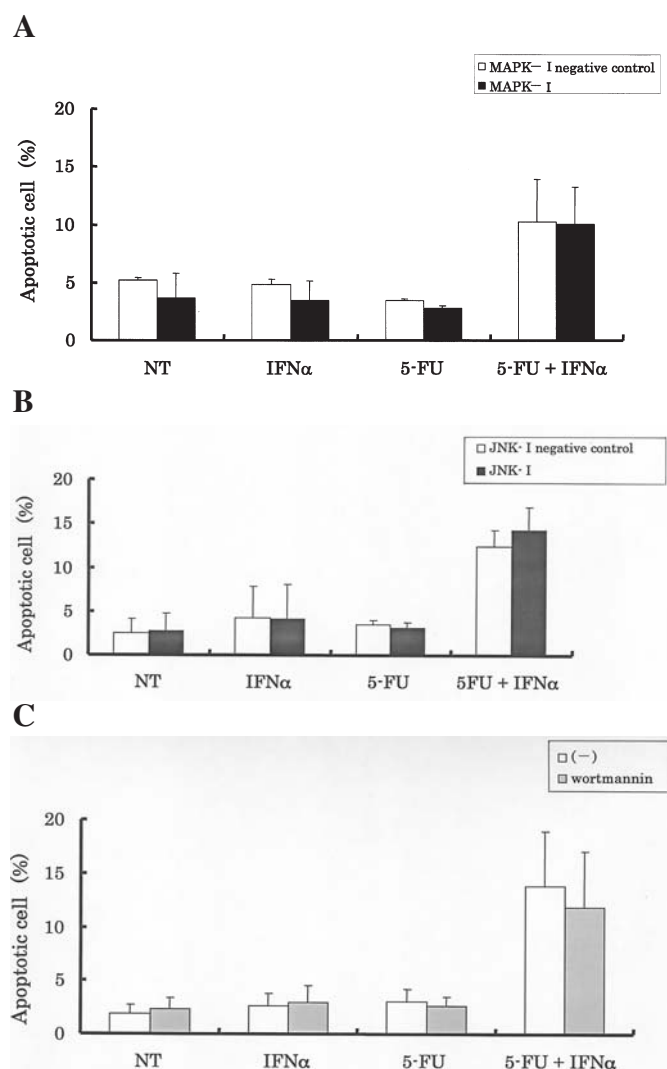 A
MAPK- I negative control
MAPK- I
20
15
10
5
0
Apoptotic cell (%)
NT IFNα 5-FU 5-FU + IFNα
B
JNK- I negative control
JNK- I
20
15
10
5
0
Apoptotic cell (%)
NT IFNα 5-FU 5FU + IFNα
C
(-)
wortmannin
20
15
10
5
0
Apoptotic cell (%)
NT IFNα 5-FU 5-FU + IFNα